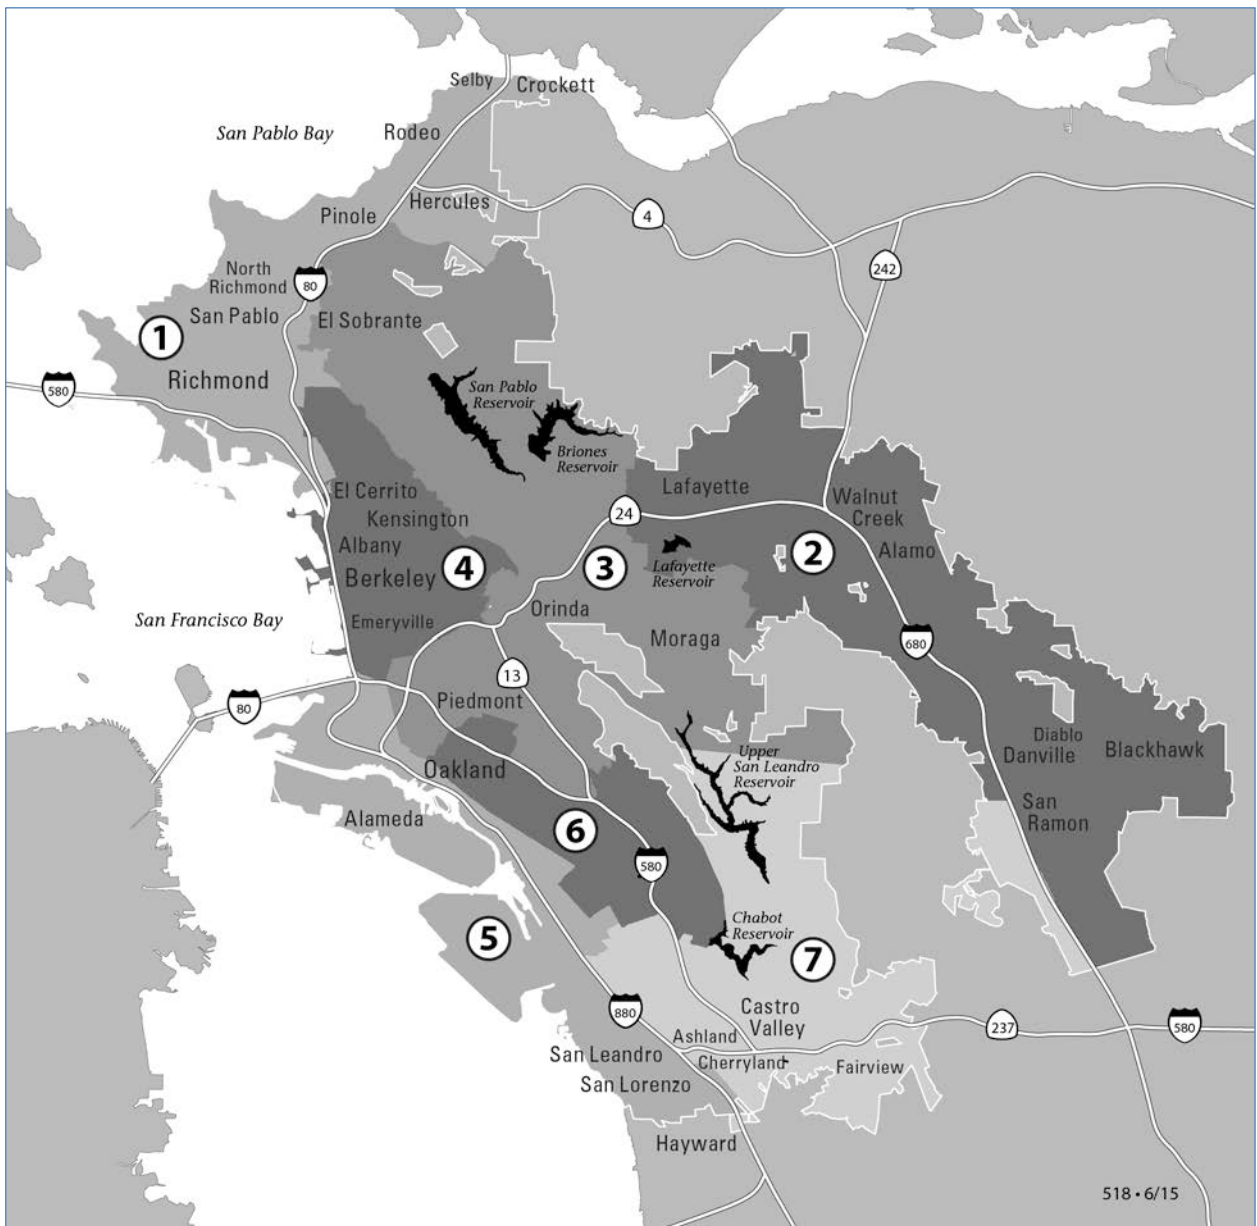 Selby
Crockett
San Pablo Bay
Rodeo
Hercules
Pinole
4
North
Richmond
80
242
San Pablo
El Sobrante
1
Richmond
580
San Pablo
Reservoir
Briones
Reservoir
El Cerrito
Lafayette
Walnut
Creek
Kensington
24
Albany
Alamo
4
3
2
Berkeley
Lafayette
Reservoir
Orinda
San Francisco Bay
Emeryville
Moraga
680
13
Piedmont
80
Diablo
Danville
Blackhawk
Upper
San Leandro
Reservoir
Oakland
San
Ramon
Alameda
6
580
Chabot
Reservoir
5
7
880
Castro
Valley
237
580
Ashland
San Leandro
Cherryland
Fairview
San Lorenzo
Hayward
518 • 6/15